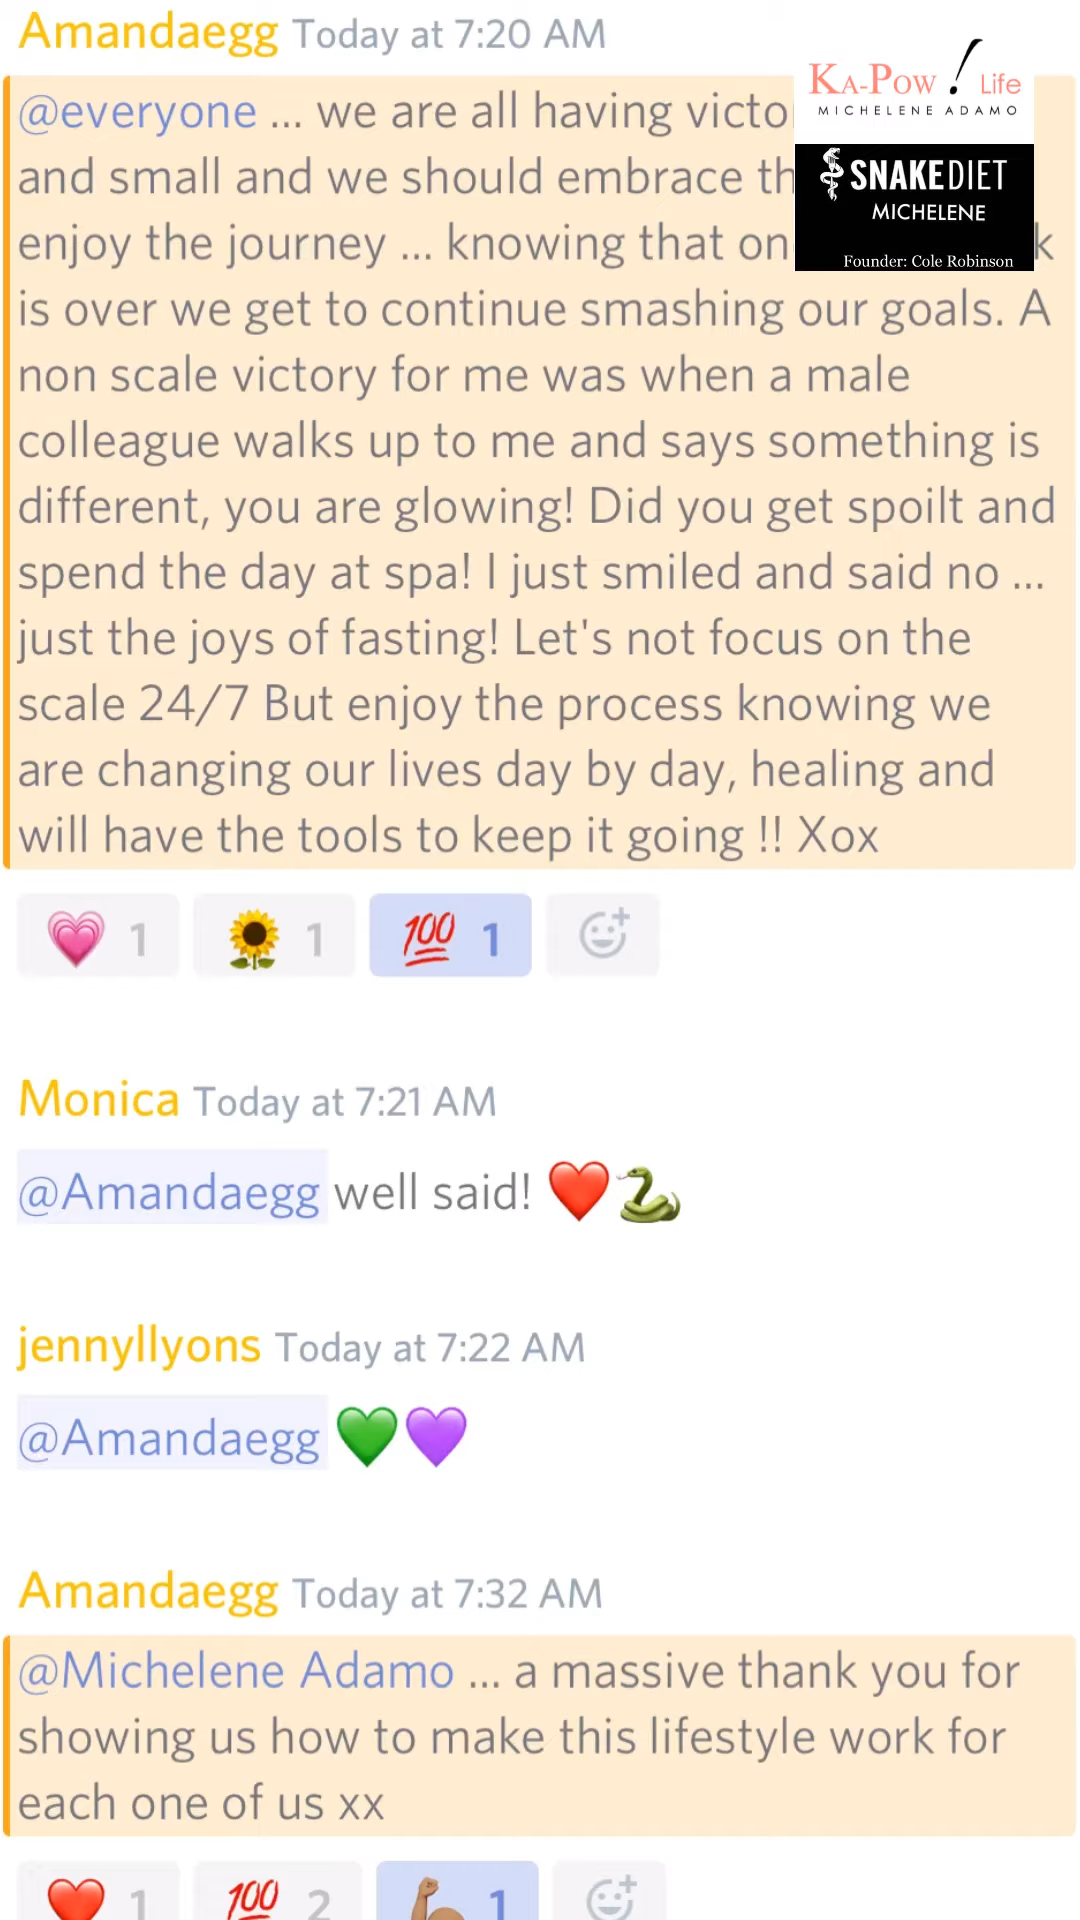 Amandaegg Today at 7:20 AM
@everyone ... we are all having
KA-POW! Life
MICHELENE ADAMO
and small and we should embrace
SNAKEDIET
MICHELENE
Founder: Cole Robinson
enjoy the journey ... knowing that
is over we get to continue smashing our goals. A
non scale victory for me was when a male
colleague walks up to me and says something is
different, you are glowing! Did you get spoilt and
spend the day at spa! I just smiled and said no ...
just the joys of fasting! Let's not focus on the
scale 24/7 But enjoy the process knowing we
are changing our lives day by day, healing and
will have the tools to keep it going !! Xox
💗 1 🌻 1 💯 1
Monica Today at 7:21 AM
@Amandaegg well said! ❤️🐍
jennyllyons Today at 7:22 AM
@Amandaegg 💚💜
Amandaegg Today at 7:32 AM
@Michelene Adamo ... a massive thank you for
showing us how to make this lifestyle work for
each one of us xx
❤️ 1 💯 2 💪🏽 1